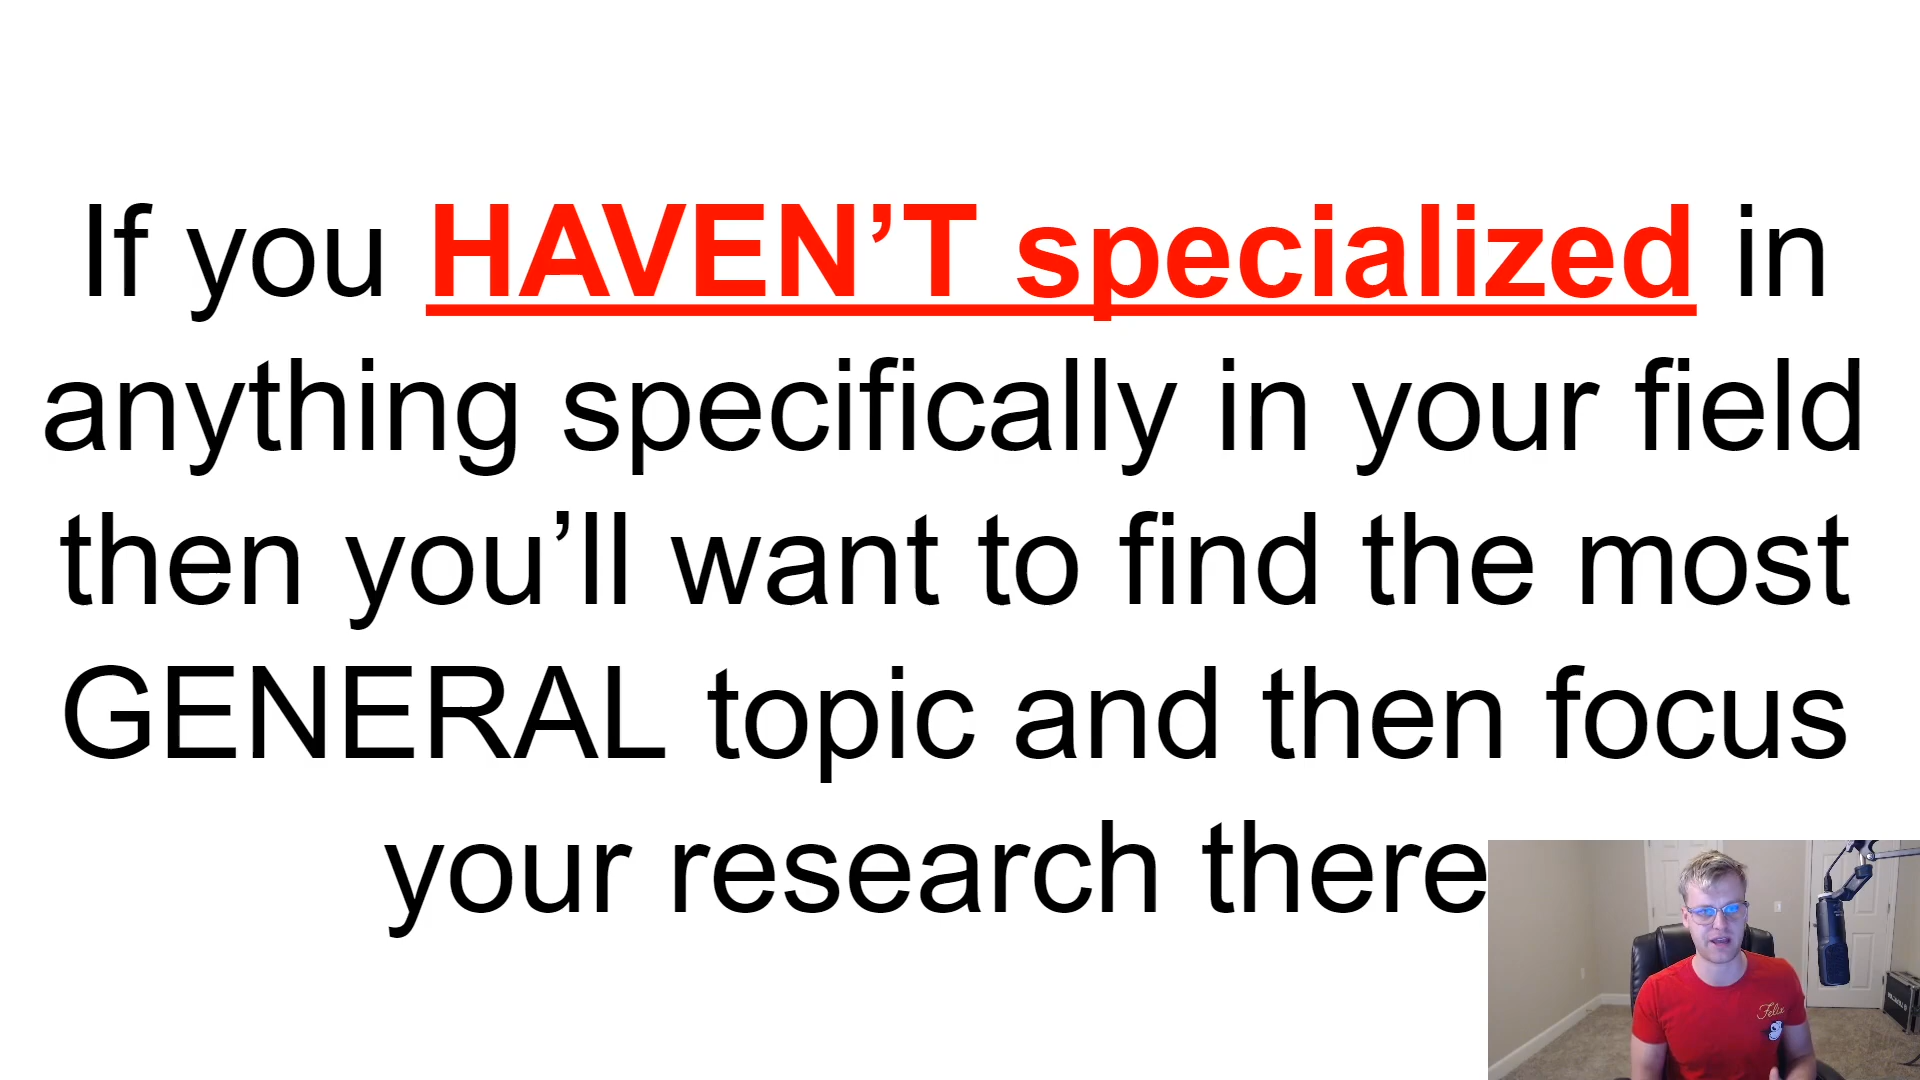 If you HAVEN’T specialized in
anything specifically in your field
then you’ll want to find the most
GENERAL topic and then focus
your research there
Felix